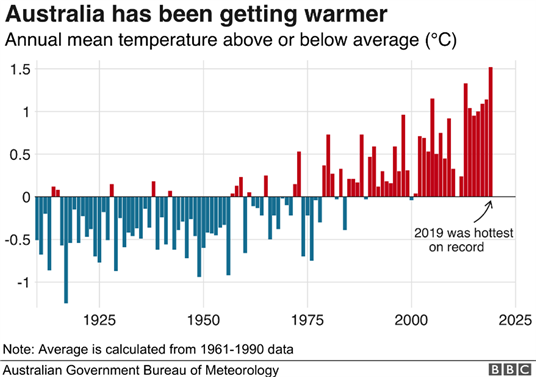 Australia has been getting warmer
Annual mean temperature above or below average (°C)
1.5
1
0.5
0
-0.5
-1
2019 was hottest
on record
1925
1950
1975
2000
2025
Note: Average is calculated from 1961-1990 data
Australian Government Bureau of Meteorology
BBC